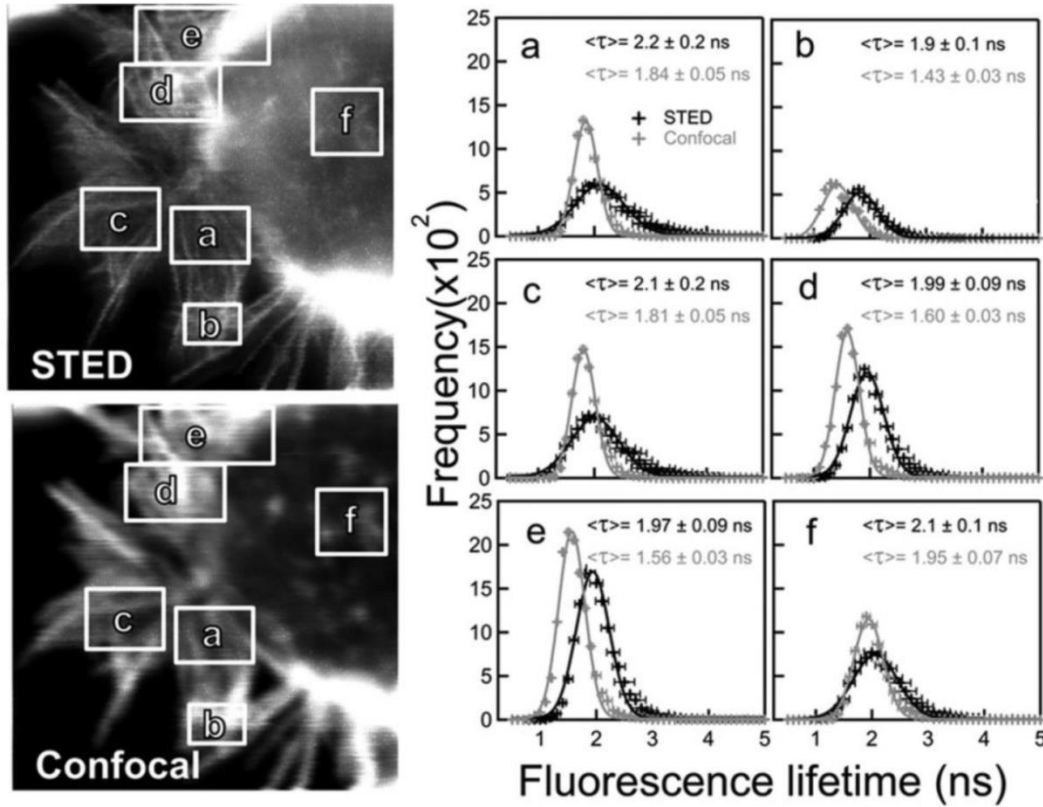 e
d
f
c
a
b
STED
e
d
f
c
a
b
Confocal
Frequency(x10²)
25
20
15
10
5
0
a
<τ>= 2.2 ± 0.2 ns
<τ>= 1.84 ± 0.05 ns
STED
Confocal
b
<τ>= 1.9 ± 0.1 ns
<τ>= 1.43 ± 0.03 ns
25
20
15
10
5
0
c
<τ>= 2.1 ± 0.2 ns
<τ>= 1.81 ± 0.05 ns
d
<τ>= 1.99 ± 0.09 ns
<τ>= 1.60 ± 0.03 ns
25
20
15
10
5
0
e
<τ>= 1.97 ± 0.09 ns
<τ>= 1.56 ± 0.03 ns
f
<τ>= 2.1 ± 0.1 ns
<τ>= 1.95 ± 0.07 ns
1 2 3 4 5 1 2 3 4 5
Fluorescence lifetime (ns)